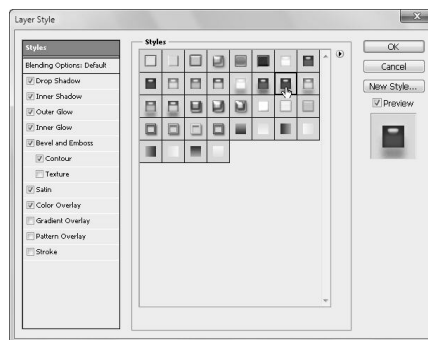 Layer Style
Styles
Blending Options: Default
Drop Shadow
Inner Shadow
Outer Glow
Inner Glow
Bevel and Emboss
Contour
Texture
Satin
Color Overlay
Gradient Overlay
Pattern Overlay
Stroke
Styles
OK
Cancel
New Style...
Preview